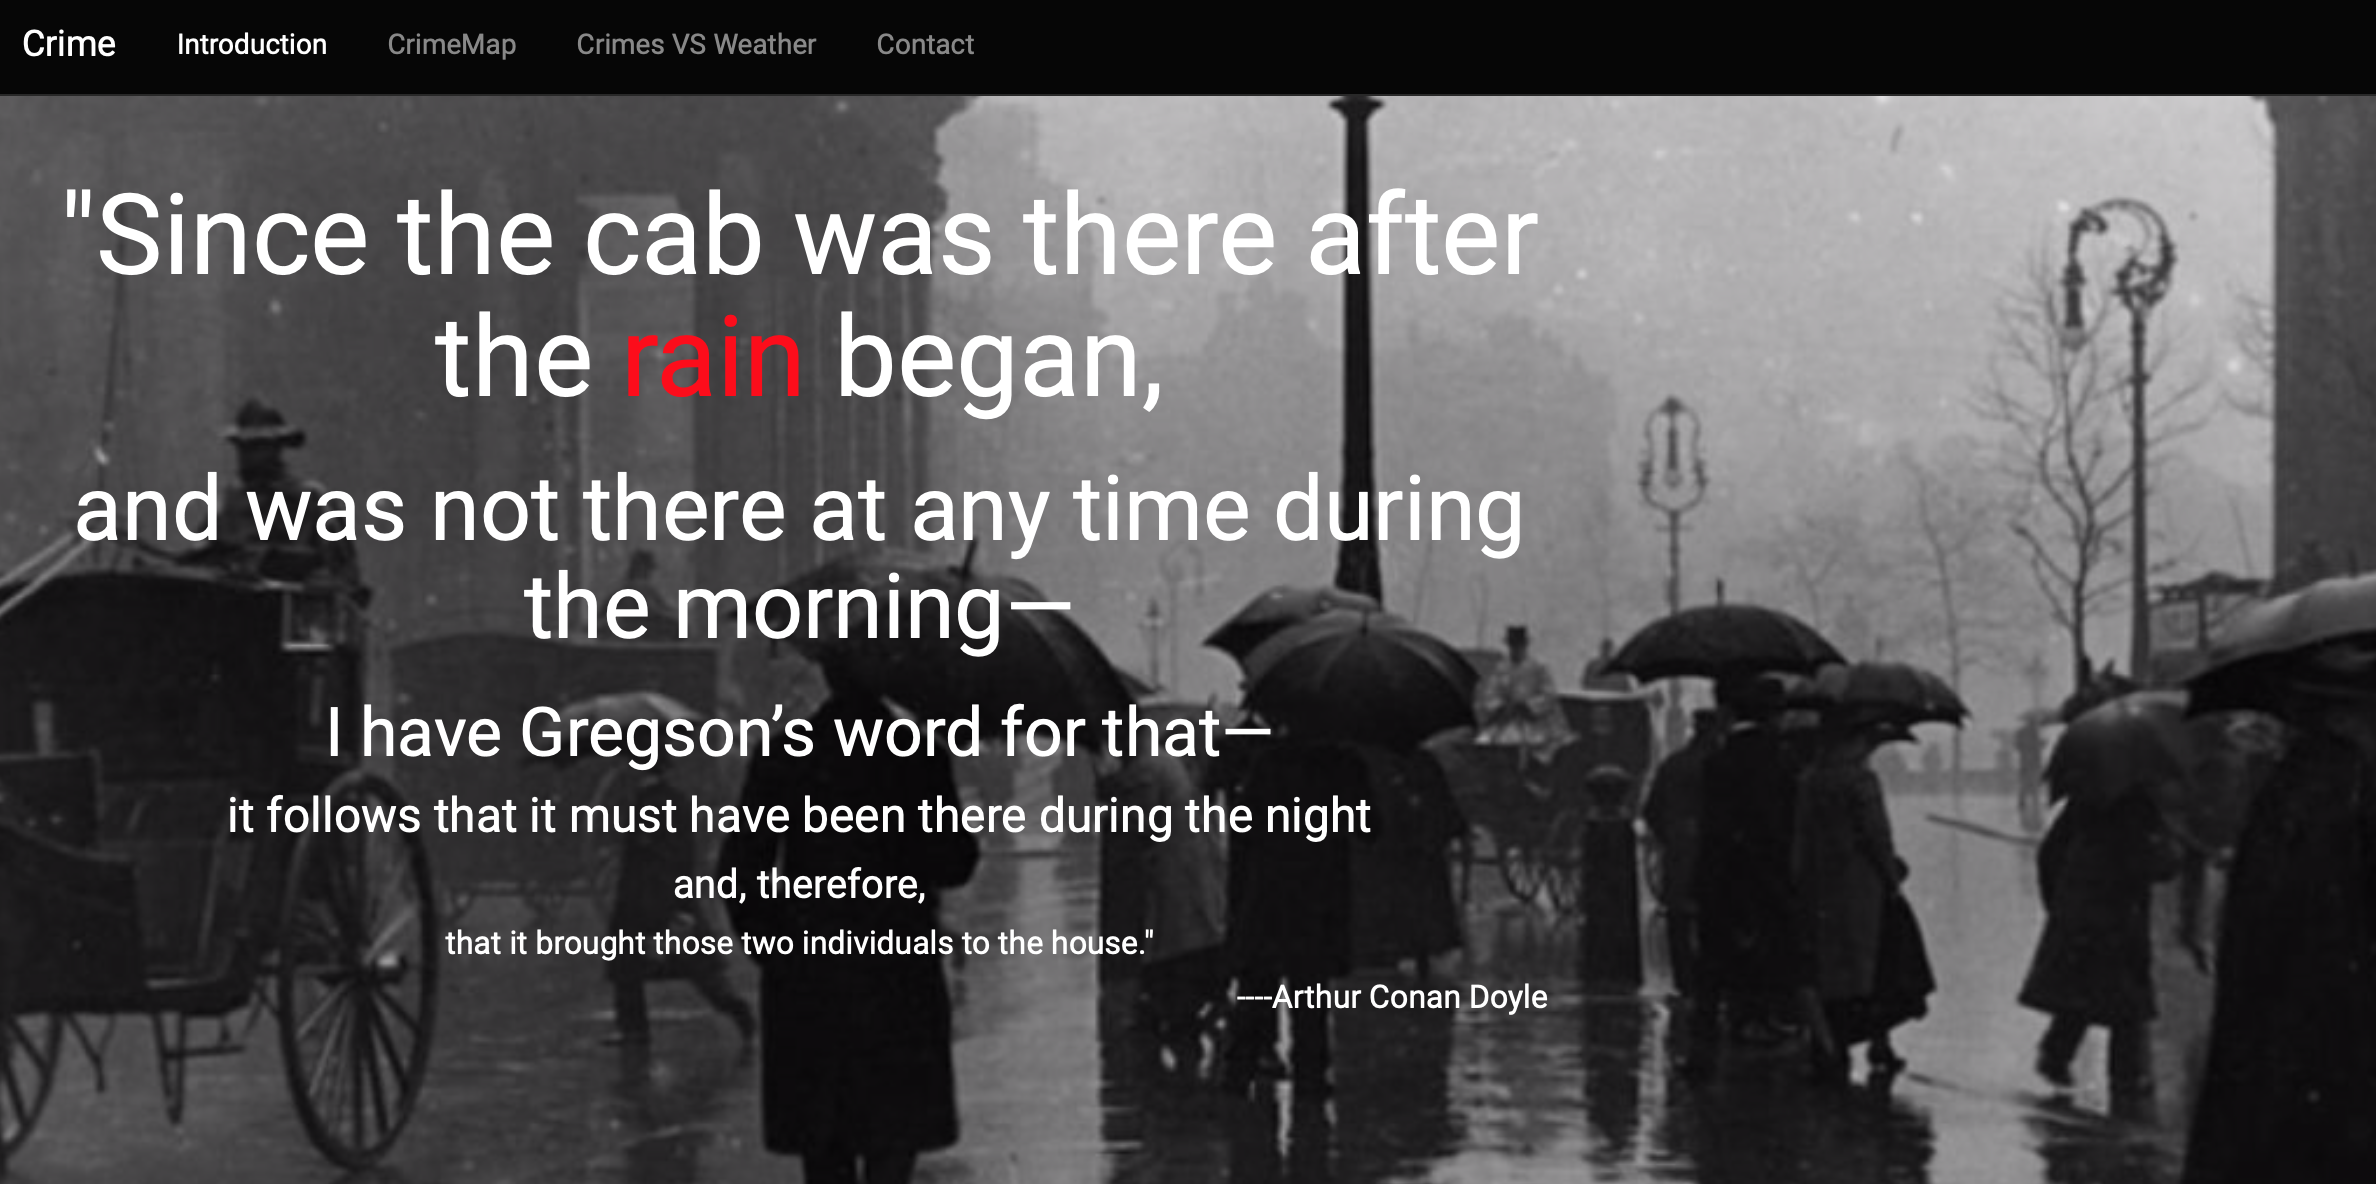 Crime Introduction CrimeMap Crimes VS Weather Contact
"Since the cab was there after
the rain began,
and was not there at any time during
the morning—
I have Gregson’s word for that—
it follows that it must have been there during the night
and, therefore,
that it brought those two individuals to the house."
----Arthur Conan Doyle